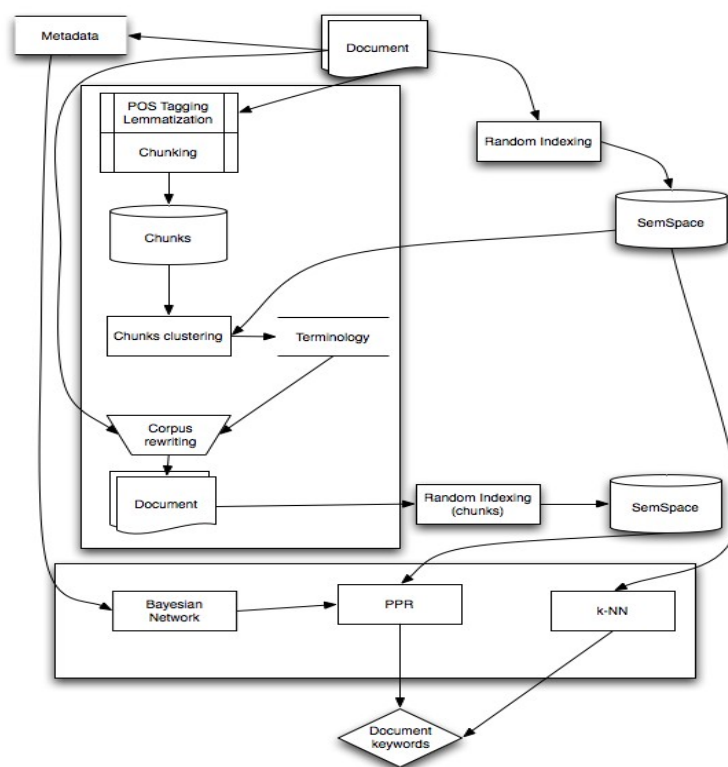 Metadata
Document
POS Tagging
Lemmatization
Chunking
Random Indexing
Chunks
SemSpace
Chunks clustering
Terminology
Corpus
rewriting
Document
Random Indexing
(chunks)
SemSpace
Bayesian
Network
PPR
k-NN
Document
keywords